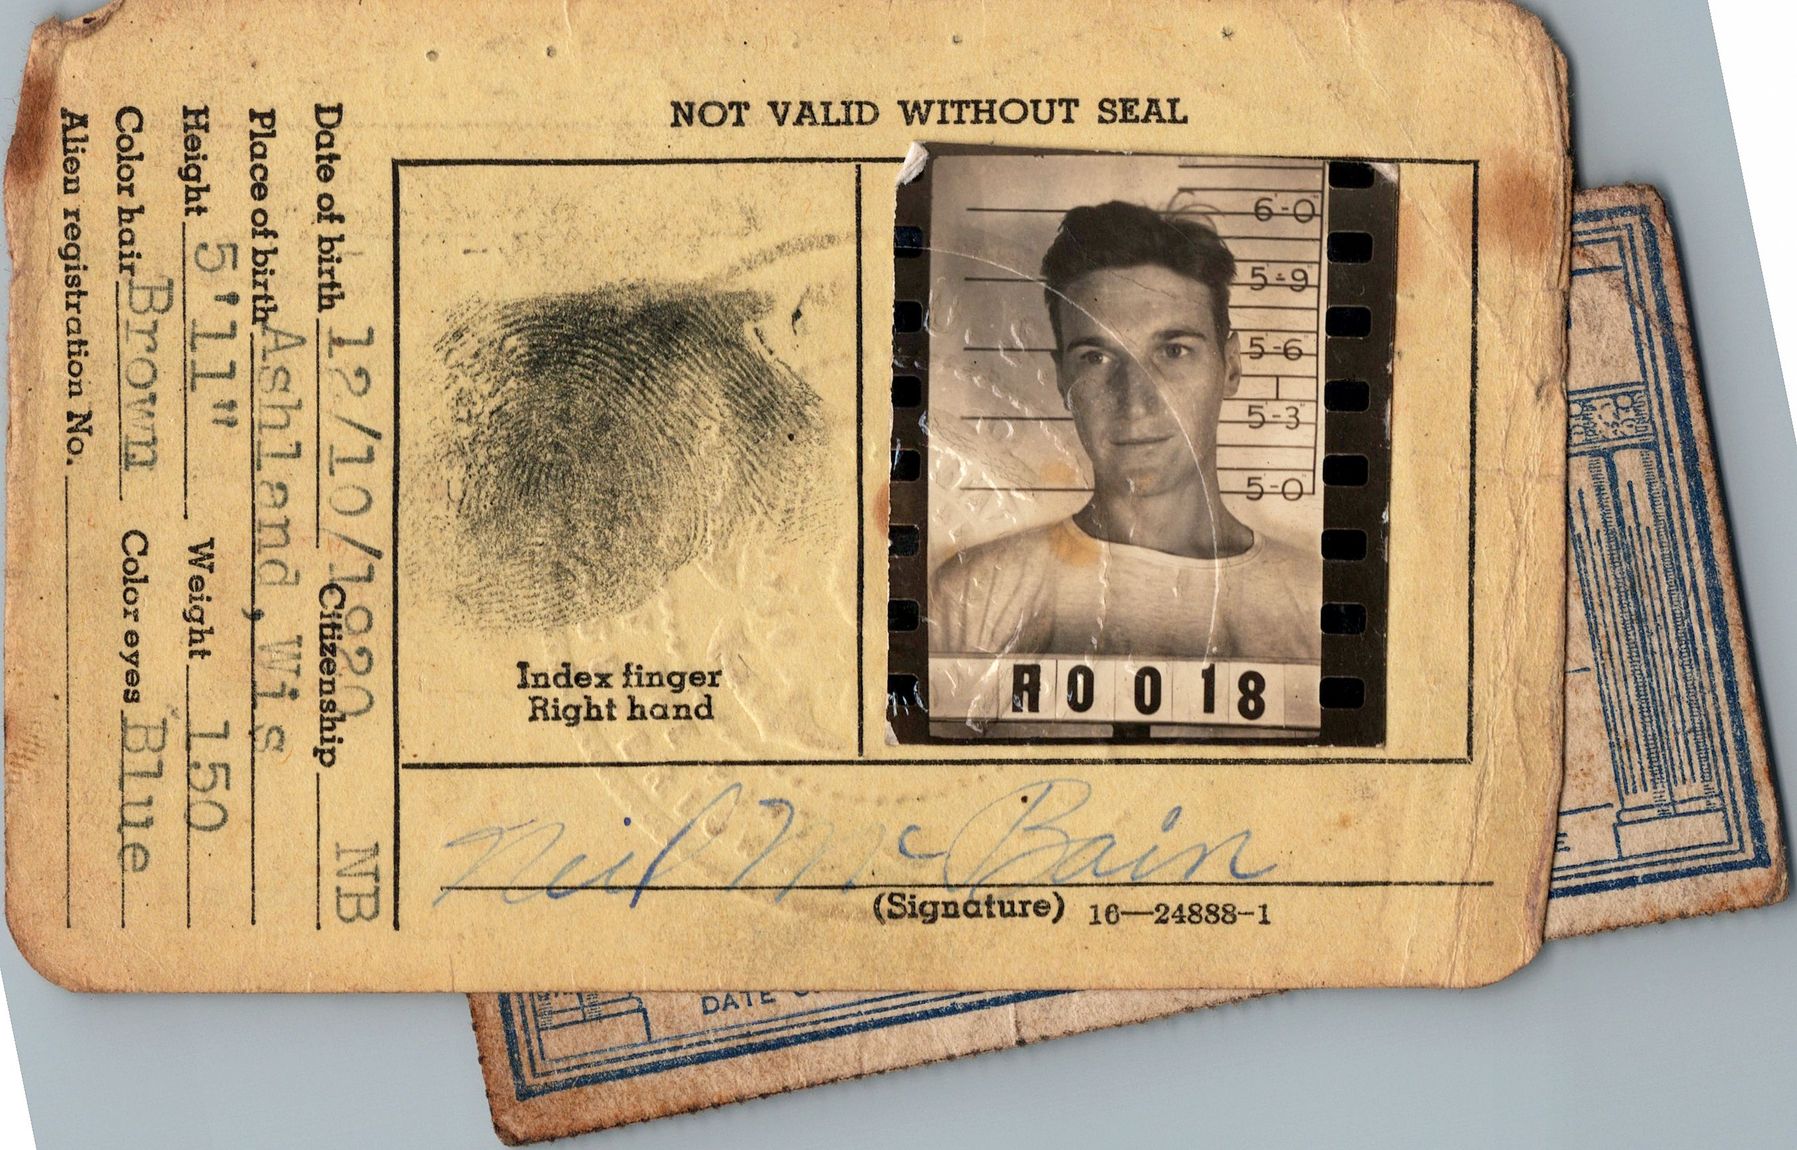 NOT VALID WITHOUT SEAL
Date of birth 12/10/1920 Citizenship NB
Place of birth Ashland, Wis
Height 5'11" Weight 150
Color hair Brown Color eyes Blue
Alien registration No.
6-0
5-9
5-6
5-3
5-0
R0018
Index finger
Right hand
Neil McBain
(Signature) 16—24888-1
DATE